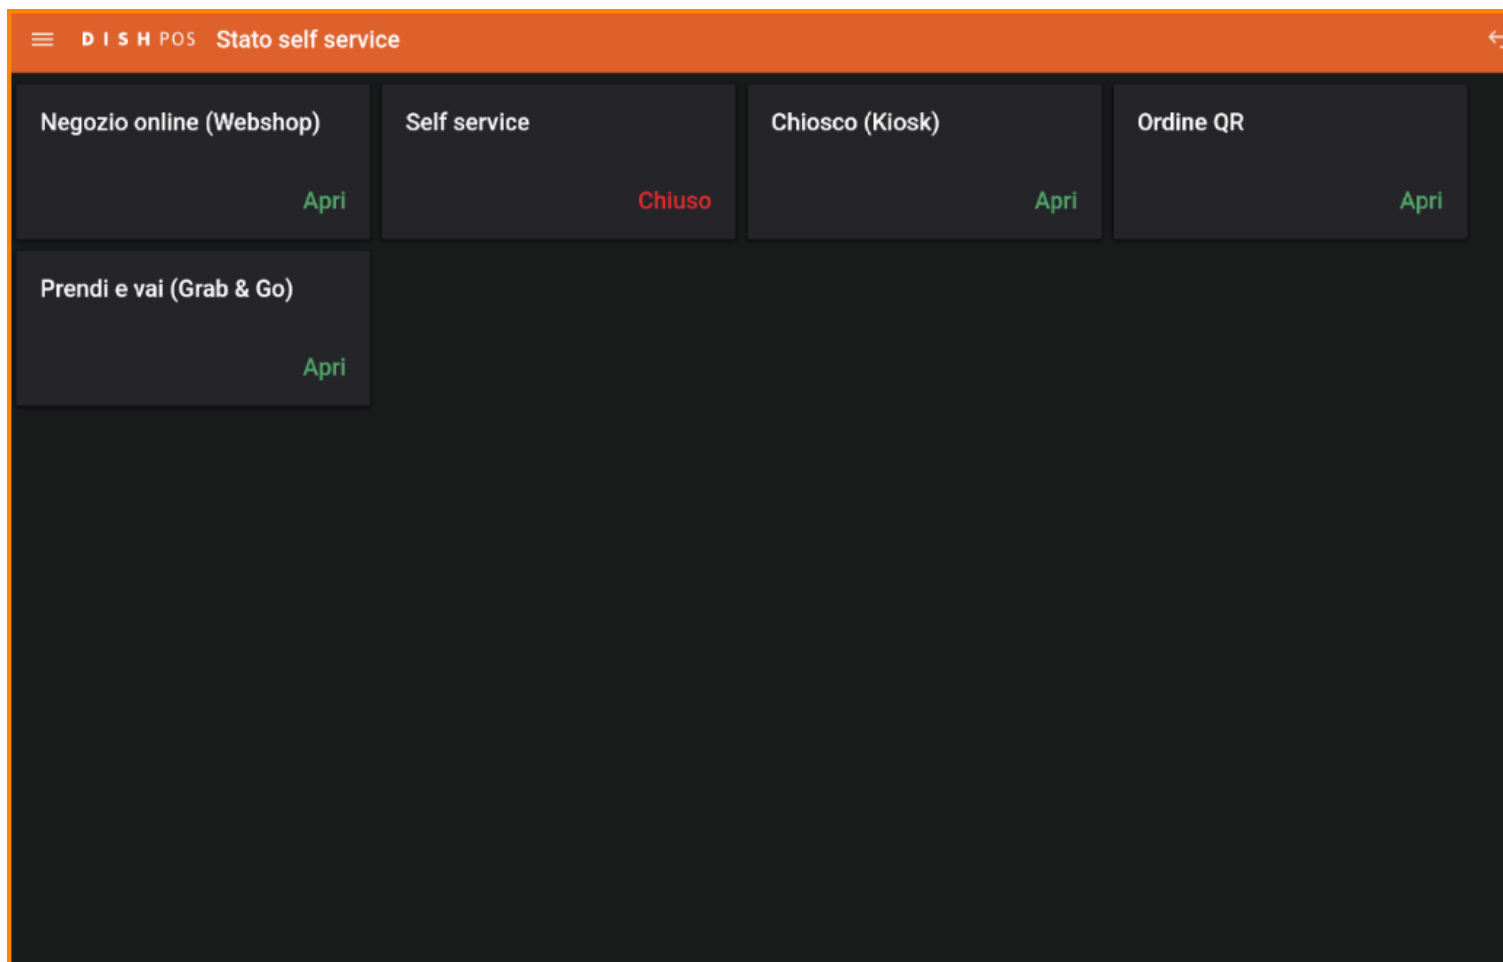 DISH POS Stato self service
Negozio online (Webshop)
Apri
Self service
Chiuso
Chiosco (Kiosk)
Apri
Ordine QR
Apri
Prendi e vai (Grab & Go)
Apri